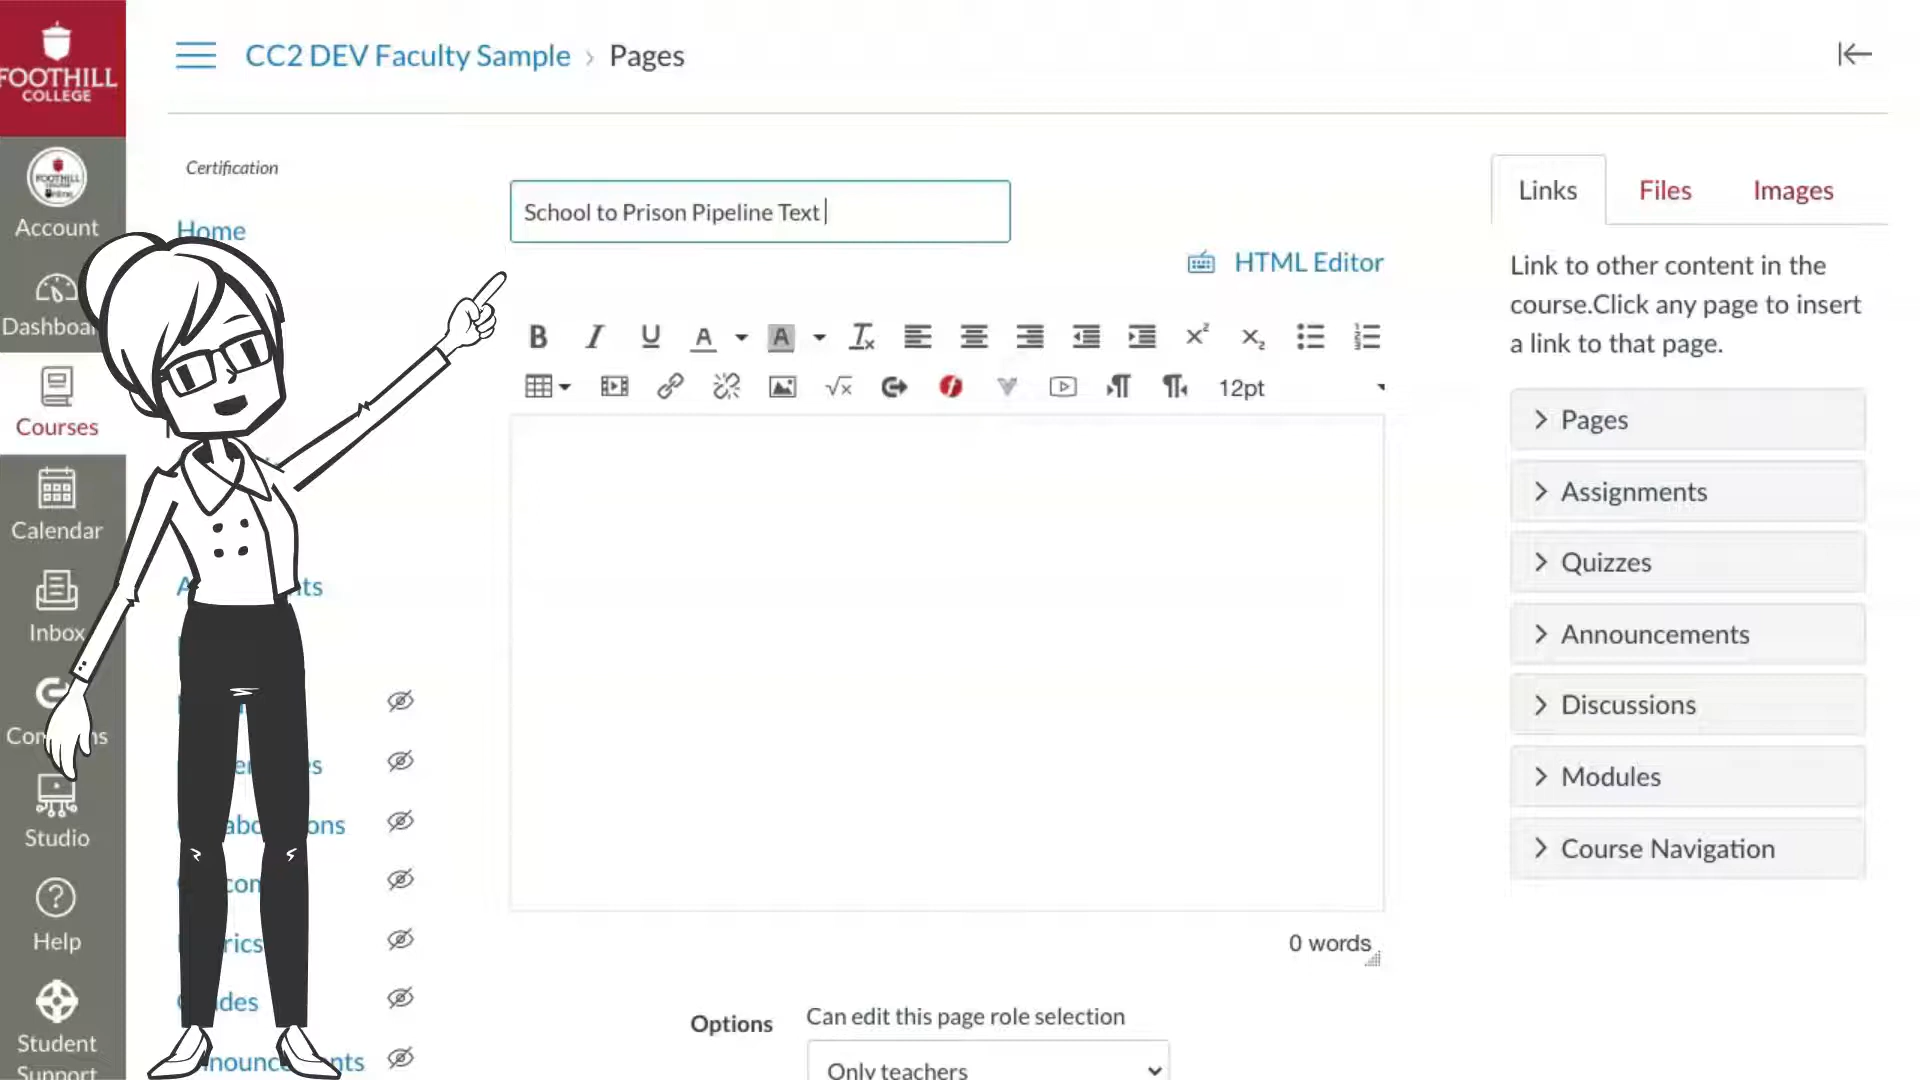 FOOTHILL
COLLEGE
CC2 DEV Faculty Sample › Pages
Account
Courses
Calendar
Inbox
Studio
Help
Student
Support
Certification
Home
School to Prison Pipeline Text
HTML Editor
12pt
0 words
Options
Can edit this page role selection
Only teachers
Links
Files
Images
Link to other content in the
course.Click any page to insert
a link to that page.
Pages
Assignments
Quizzes
Announcements
Discussions
Modules
Course Navigation